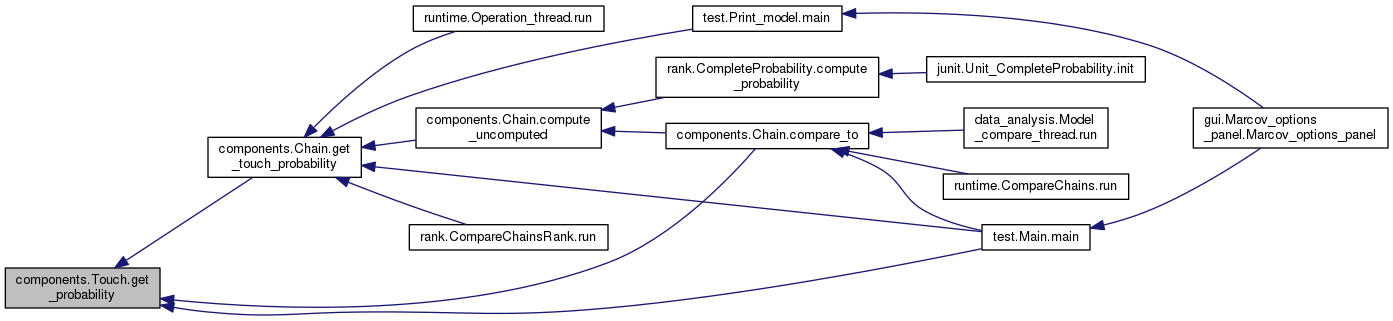 runtime.Operation_thread.run
test.Print_model.main
rank.CompleteProbability.compute
_probability
junit.Unit_CompleteProbability.init
components.Chain.compute
_uncomputed
data_analysis.Model
_compare_thread.run
gui.Marcov_options
_panel.Marcov_options_panel
components.Chain.compare_to
components.Chain.get
_touch_probability
runtime.CompareChains.run
rank.CompareChainsRank.run
test.Main.main
components.Touch.get
_probability